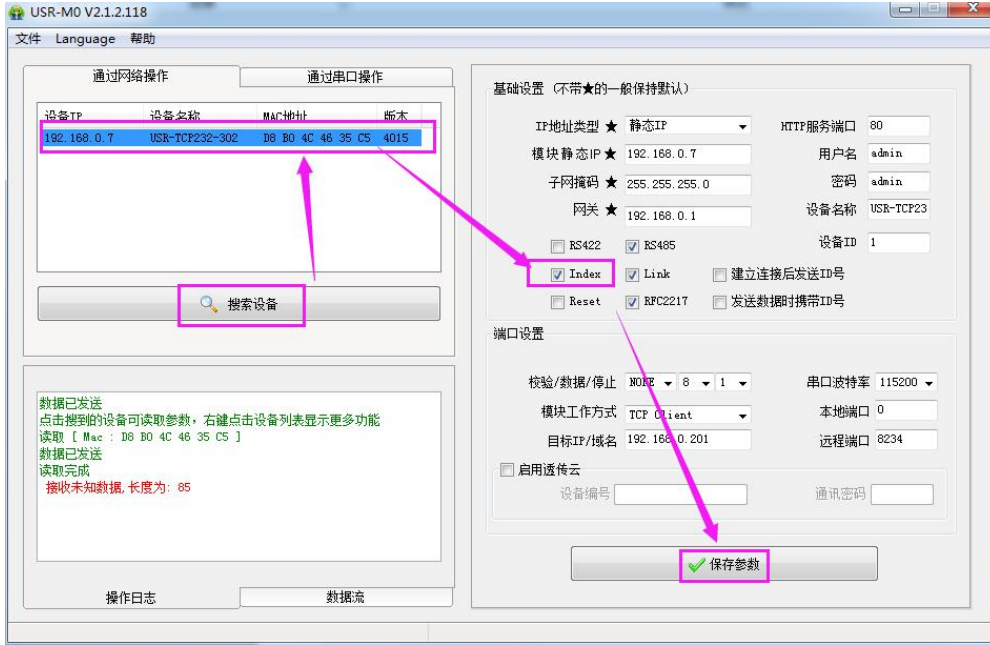 USR-M0 V2.1.2.118
文件 Language 帮助
通过网络操作 通过串口操作
设备IP 设备名称 MAC地址 版本
192.168.0.7 USR-TCP232-302 D8 B0 4C 46 35 C5 4015
搜索设备
数据已发送
点击搜到的设备可读取参数，右键点击设备列表显示更多功能
读取 [ Mac : D8 B0 4C 46 35 C5 ]
数据已发送
读取完成
接收未知数据,长度为: 85
操作日志 数据流
基础设置 (不带★的一般保持默认)
IP地址类型 ★ 静态IP HTTP服务端口 80
模块静态IP ★ 192.168.0.7 用户名 admin
子网掩码 ★ 255.255.255.0 密码 admin
网关 ★ 192.168.0.1 设备名称 USR-TCP23
RS422 RS485 设备ID 1
Index Link 建立连接后发送ID号
Reset RFC2217 发送数据时携带ID号
端口设置
校验/数据/停止 NONE 8 1 串口波特率 115200
模块工作方式 TCP Client 本地端口 0
目标IP/域名 192.168.0.201 远程端口 8234
启用透传云
设备编号 通讯密码
保存参数